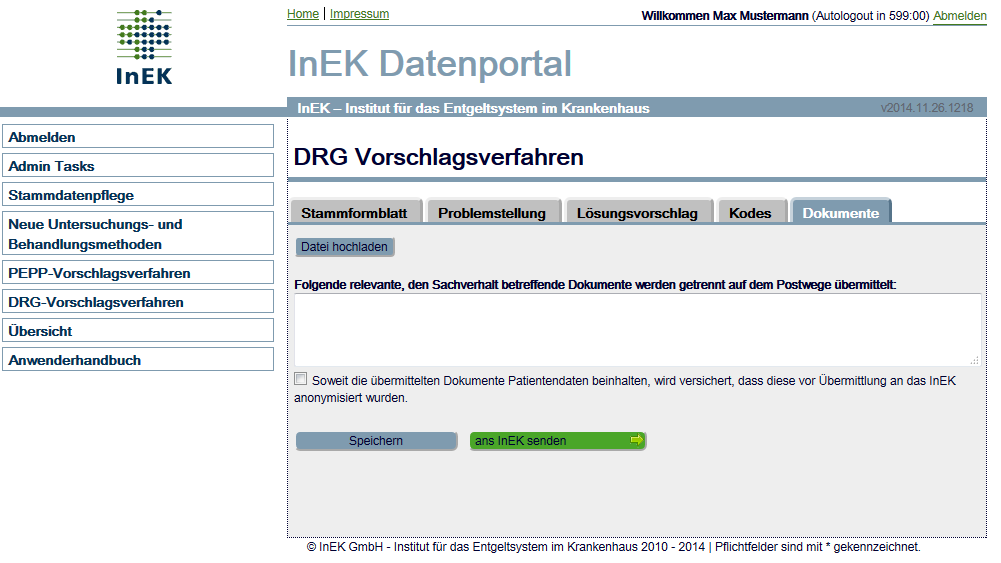 InEK
Home | Impressum
Willkommen Max Mustermann (Autologout in 599:00) Abmelden
InEK Datenportal
InEK – Institut für das Entgeltsystem im Krankenhaus
v2014.11.26.1218
Abmelden
Admin Tasks
Stammdatenpflege
Neue Untersuchungs- und
Behandlungsmethoden
PEPP-Vorschlagsverfahren
DRG-Vorschlagsverfahren
Übersicht
Anwenderhandbuch
DRG Vorschlagsverfahren
Stammformblatt
Problemstellung
Lösungsvorschlag
Kodes
Dokumente
Datei hochladen
Folgende relevante, den Sachverhalt betreffende Dokumente werden getrennt auf dem Postwege übermittelt:
Soweit die übermittelten Dokumente Patientendaten beinhalten, wird versichert, dass diese vor Übermittlung an das InEK
anonymisiert wurden.
Speichern
ans InEK senden
© InEK GmbH - Institut für das Entgeltsystem im Krankenhaus 2010 - 2014 | Pflichtfelder sind mit * gekennzeichnet.